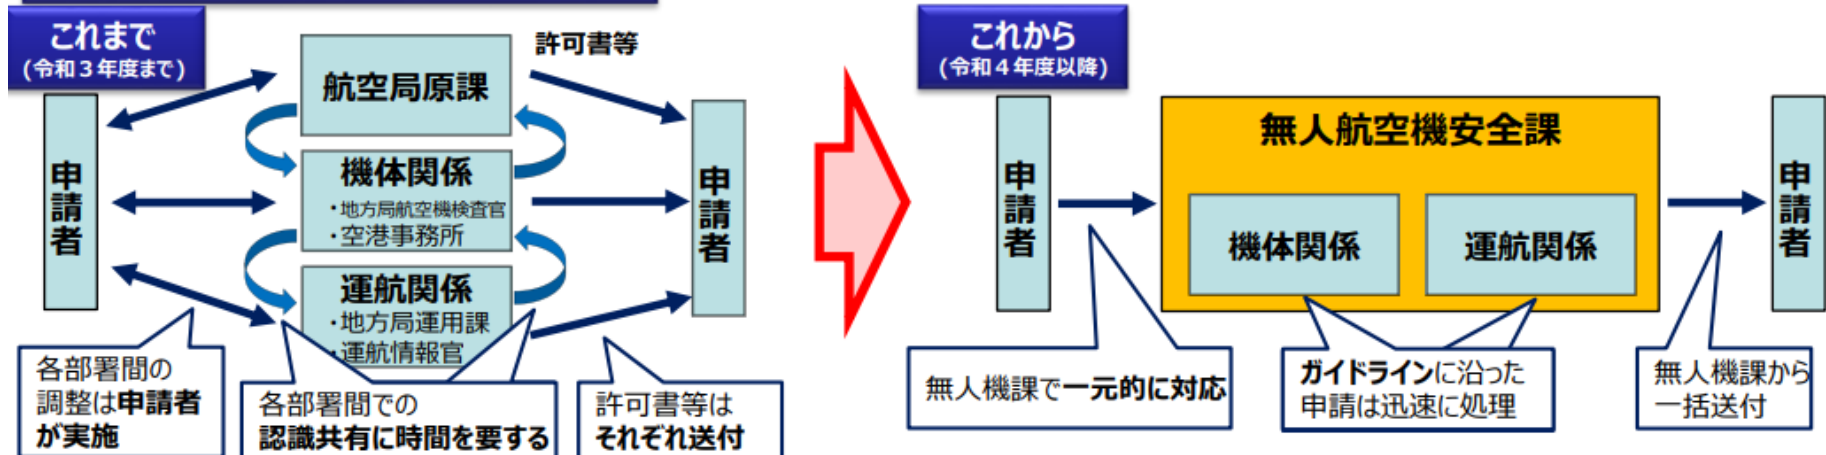 これまで
(令和３年度まで)
申請者
航空局原課
機体関係
・地方局航空機検査官
・空港事務所
運航関係
・地方局運用課
・運航情報官
許可書等
申請者
各部署間の
調整は申請者
が実施
各部署間での
認識共有に時間を要する
許可書等は
それぞれ送付
これから
(令和４年度以降)
申請者
無人航空機安全課
機体関係
運航関係
申請者
無人機課で一元的に対応
ガイドラインに沿った
申請は迅速に処理
無人機課から
一括送付